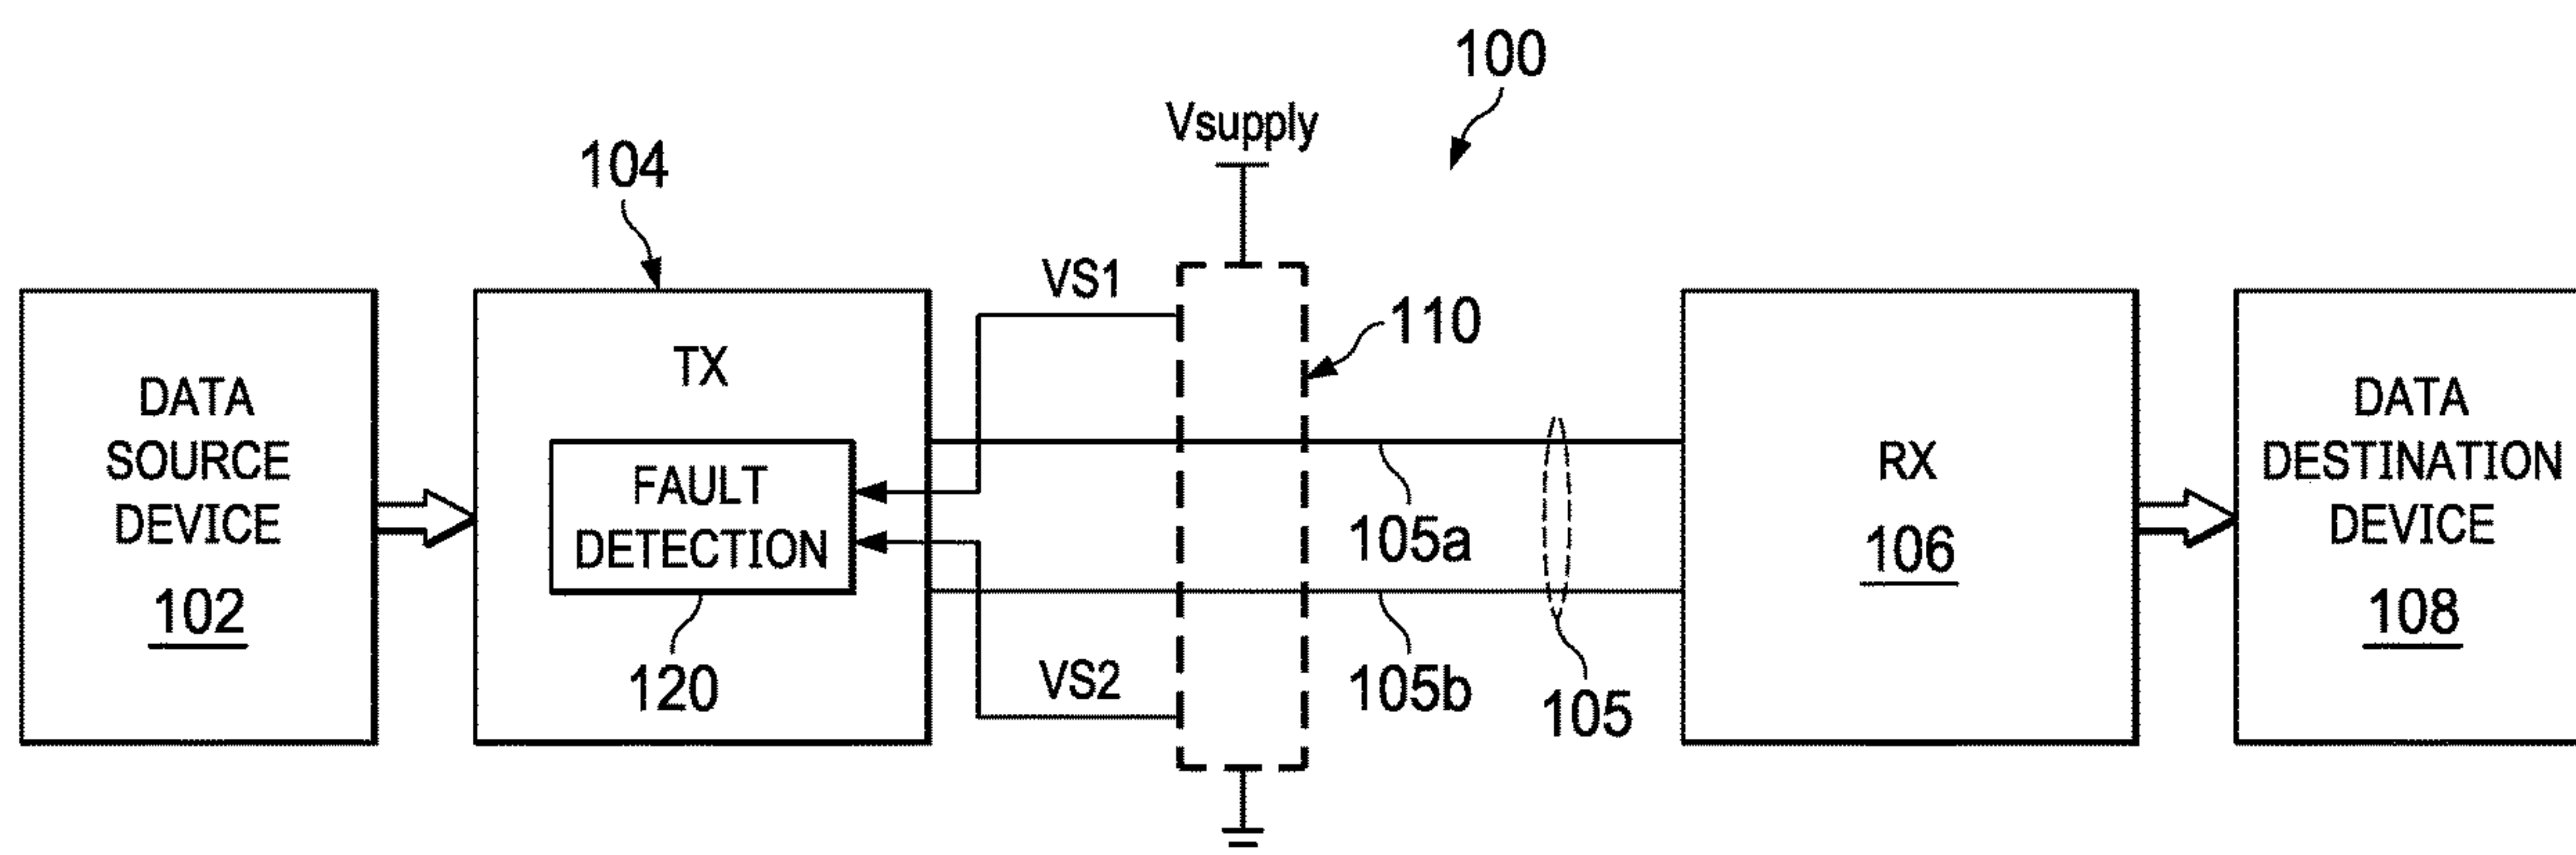 100
Vsupply
104
VS1
110
DATA
SOURCE
DEVICE
102
TX
FAULT
DETECTION
120
VS2
105a
105b
105
RX
106
DATA
DESTINATION
DEVICE
108